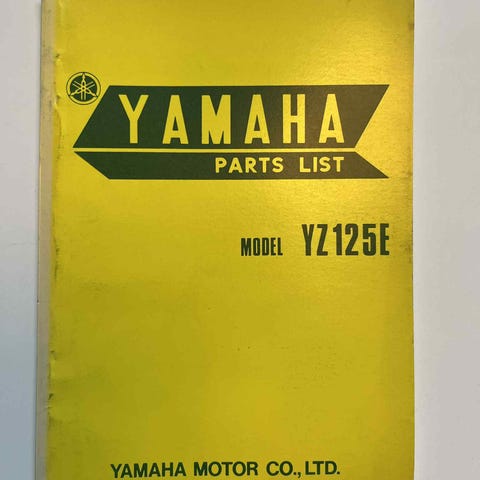 YAMAHA
PARTS LIST
MODEL YZ125E
YAMAHA MOTOR CO., LTD.